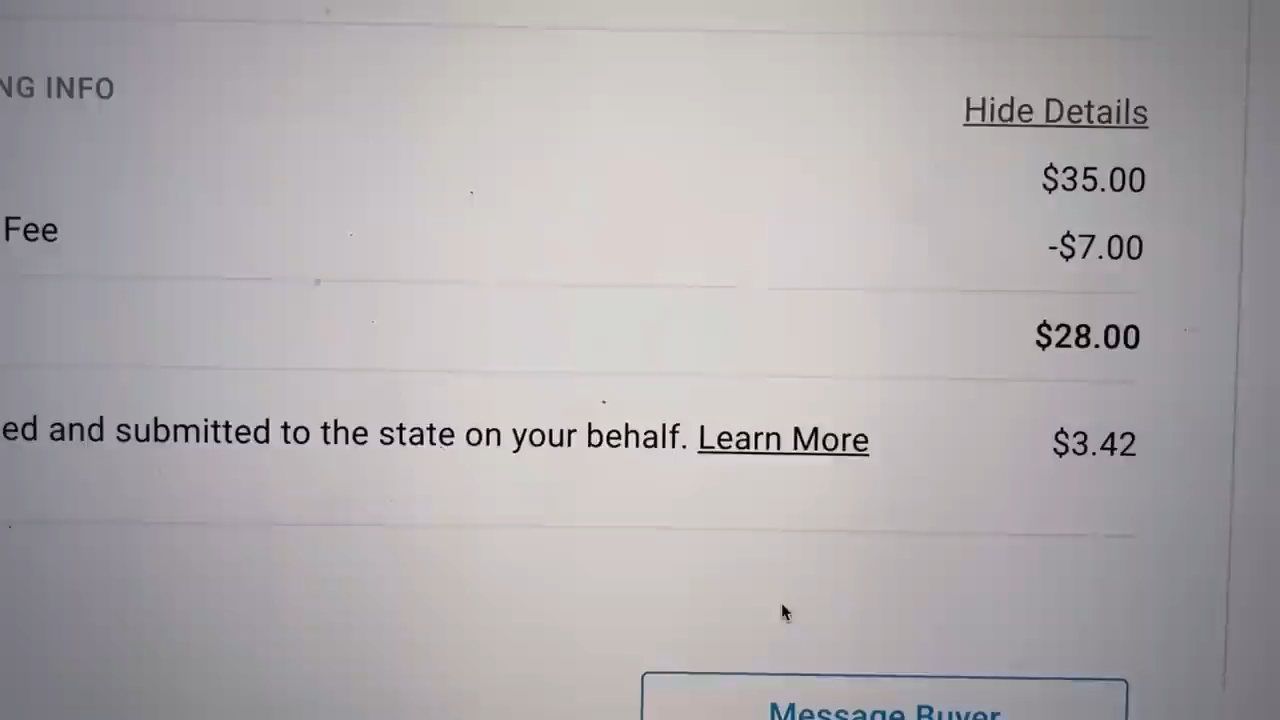 NG INFO
Hide Details
$35.00
Fee
-$7.00
$28.00
ed and submitted to the state on your behalf. Learn More
$3.42
Message Buyer